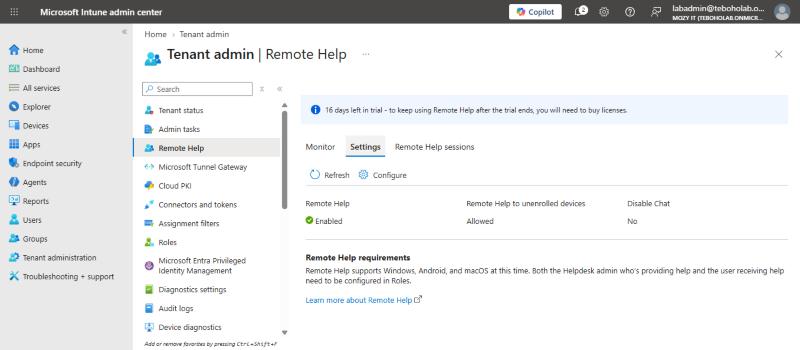 Microsoft Intune admin center
Copilot
2
labadmin@teboholab.o...
MOZY IT (TEBOHOLAB.ONMICR...
Home
Dashboard
All services
Explorer
Devices
Apps
Endpoint security
Agents
Reports
Users
Groups
Tenant administration
Troubleshooting + support
Home > Tenant admin
Tenant admin | Remote Help ...
Search
Tenant status
Admin tasks
Remote Help
Microsoft Tunnel Gateway
Cloud PKI
Connectors and tokens
Assignment filters
Roles
Microsoft Entra Privileged
Identity Management
Diagnostics settings
Audit logs
Device diagnostics
Add or remove favorites by pressing Ctrl+Shift+F
16 days left in trial - to keep using Remote Help after the trial ends, you will need to buy licenses.
Monitor Settings Remote Help sessions
Refresh Configure
Remote Help Remote Help to unenrolled devices Disable Chat
Enabled Allowed No
Remote Help requirements
Remote Help supports Windows, Android, and macOS at this time. Both the Helpdesk admin who's providing help and the user receiving help
need to be configured in Roles.
Learn more about Remote Help